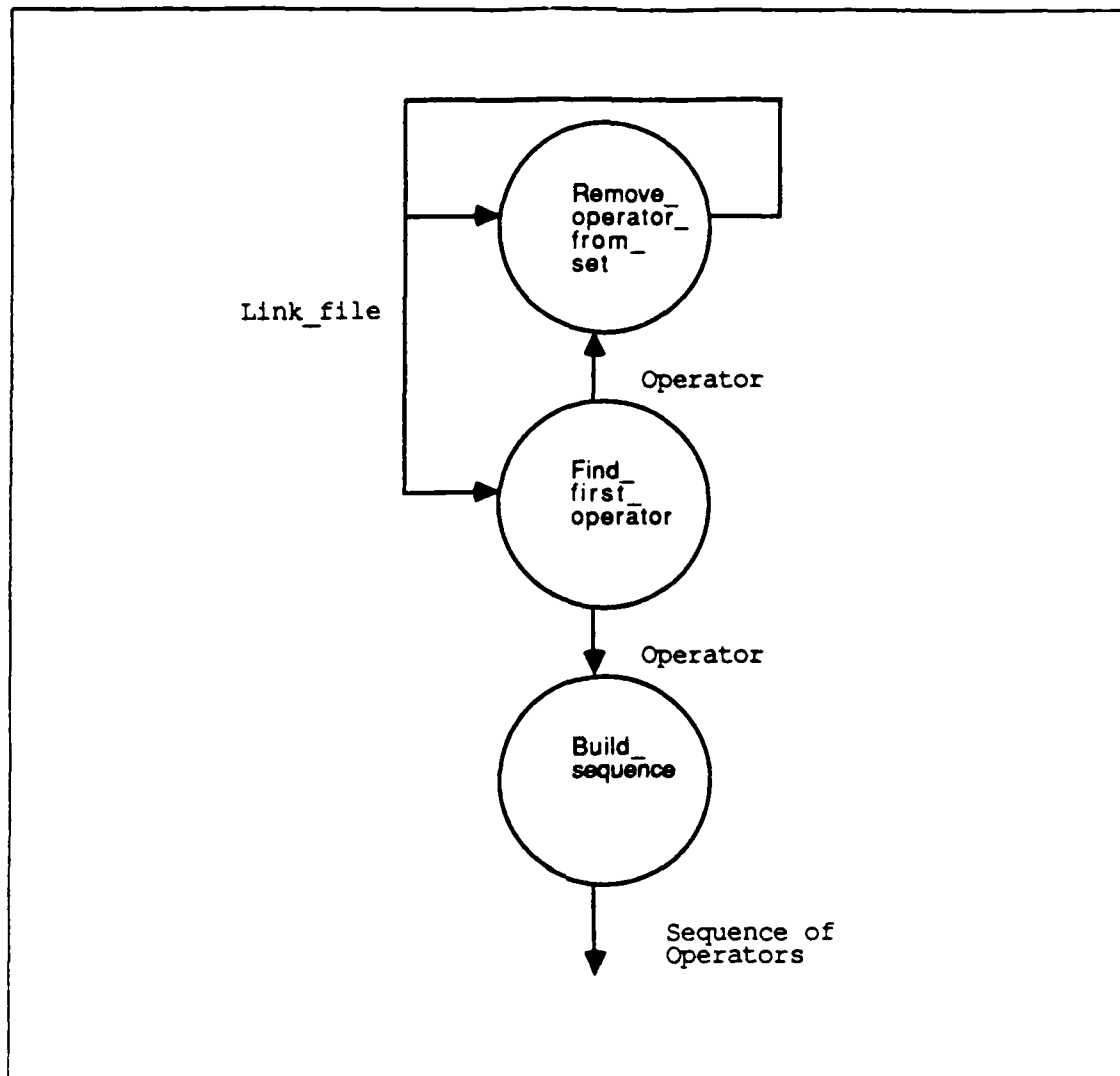 Remove_
operator_
from_
set
Link_file
Operator
Find_
first_
operator
Operator
Build_
sequence
Sequence of
Operators